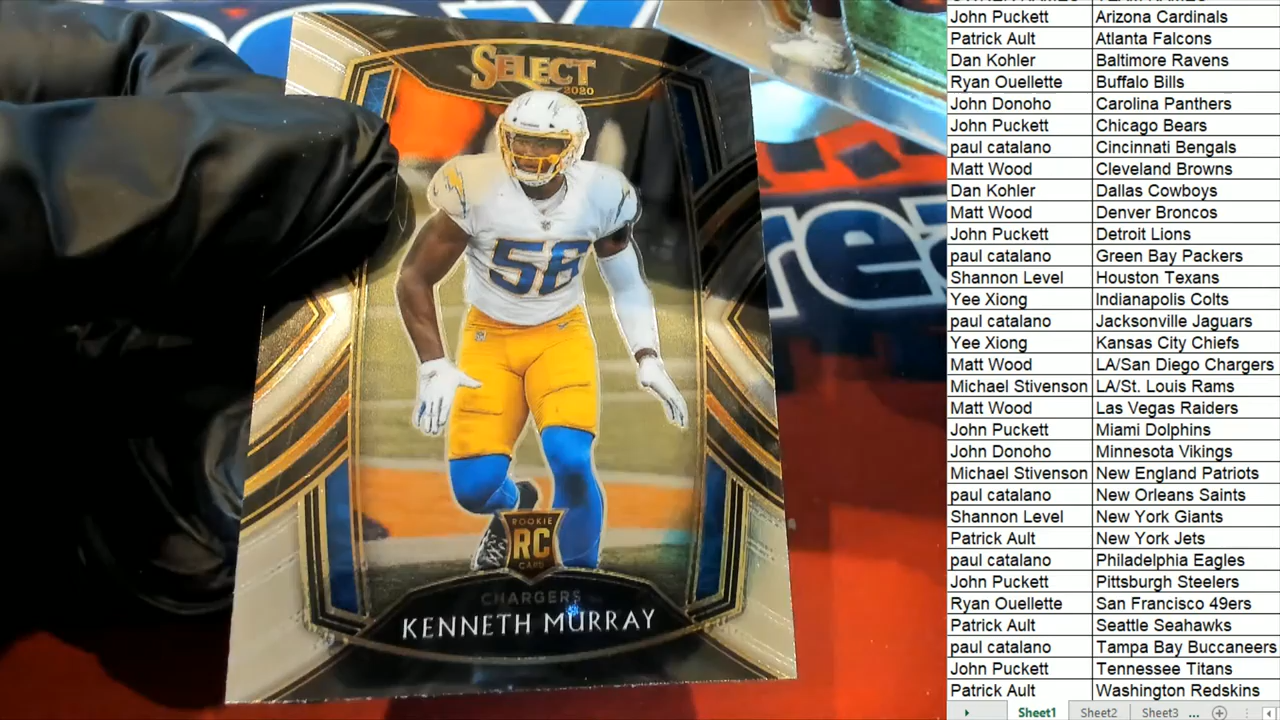 SELECT
2020
58
ROOKIE
RC
CARD
CHARGERS
KENNETH MURRAY
John Puckett Arizona Cardinals
Patrick Ault Atlanta Falcons
Dan Kohler Baltimore Ravens
Ryan Ouellette Buffalo Bills
John Donoho Carolina Panthers
John Puckett Chicago Bears
paul catalano Cincinnati Bengals
Matt Wood Cleveland Browns
Dan Kohler Dallas Cowboys
Matt Wood Denver Broncos
John Puckett Detroit Lions
paul catalano Green Bay Packers
Shannon Level Houston Texans
Yee Xiong Indianapolis Colts
paul catalano Jacksonville Jaguars
Yee Xiong Kansas City Chiefs
Matt Wood LA/San Diego Chargers
Michael Stivenson LA/St. Louis Rams
Matt Wood Las Vegas Raiders
John Puckett Miami Dolphins
John Donoho Minnesota Vikings
Michael Stivenson New England Patriots
paul catalano New Orleans Saints
Shannon Level New York Giants
Patrick Ault New York Jets
paul catalano Philadelphia Eagles
John Puckett Pittsburgh Steelers
Ryan Ouellette San Francisco 49ers
Patrick Ault Seattle Seahawks
paul catalano Tampa Bay Buccaneers
John Puckett Tennessee Titans
Patrick Ault Washington Redskins
Sheet1 Sheet2 Sheet3 ...